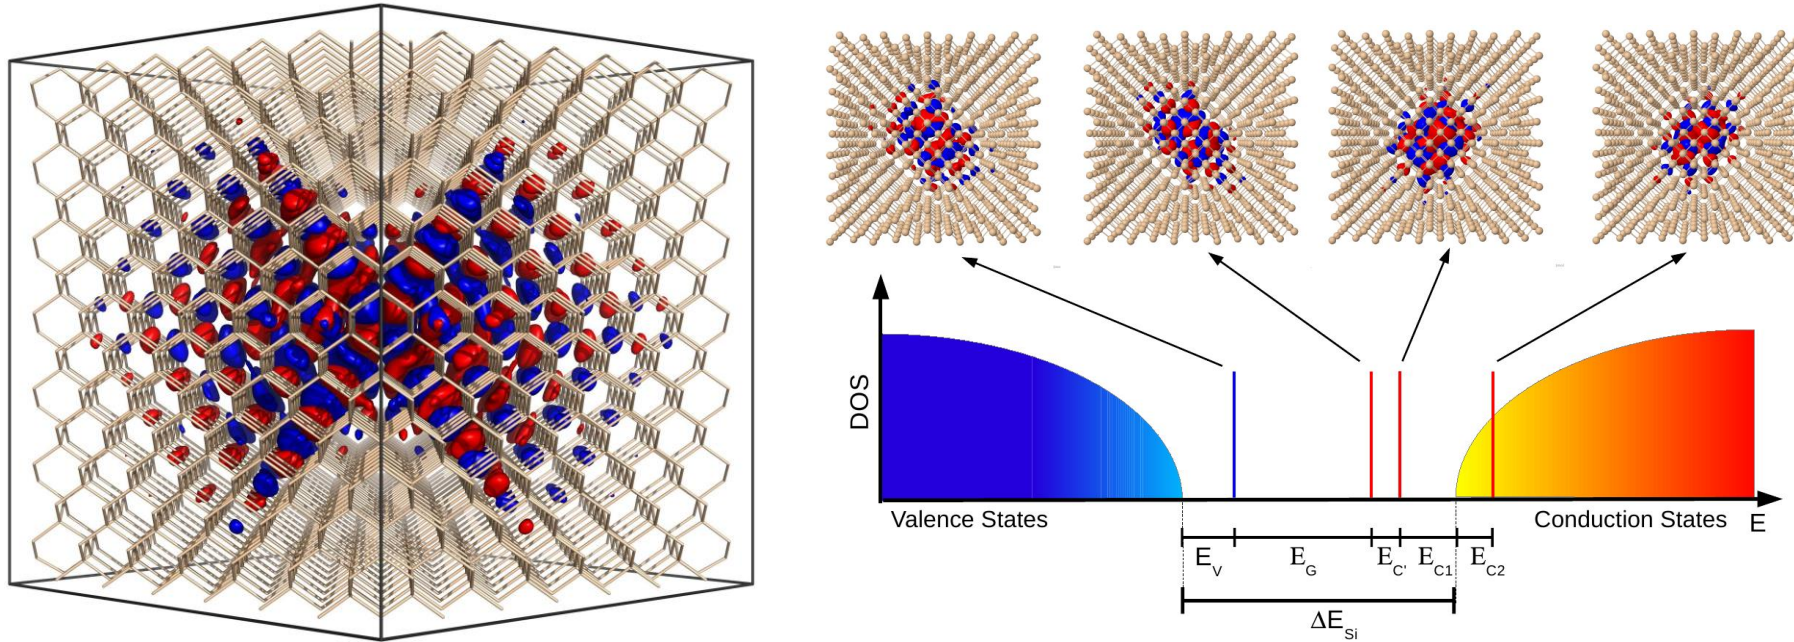 DOS
Valence States
Conduction States
E
E_V
E_G
E_C'
E_C1
E_C2
ΔE_Si